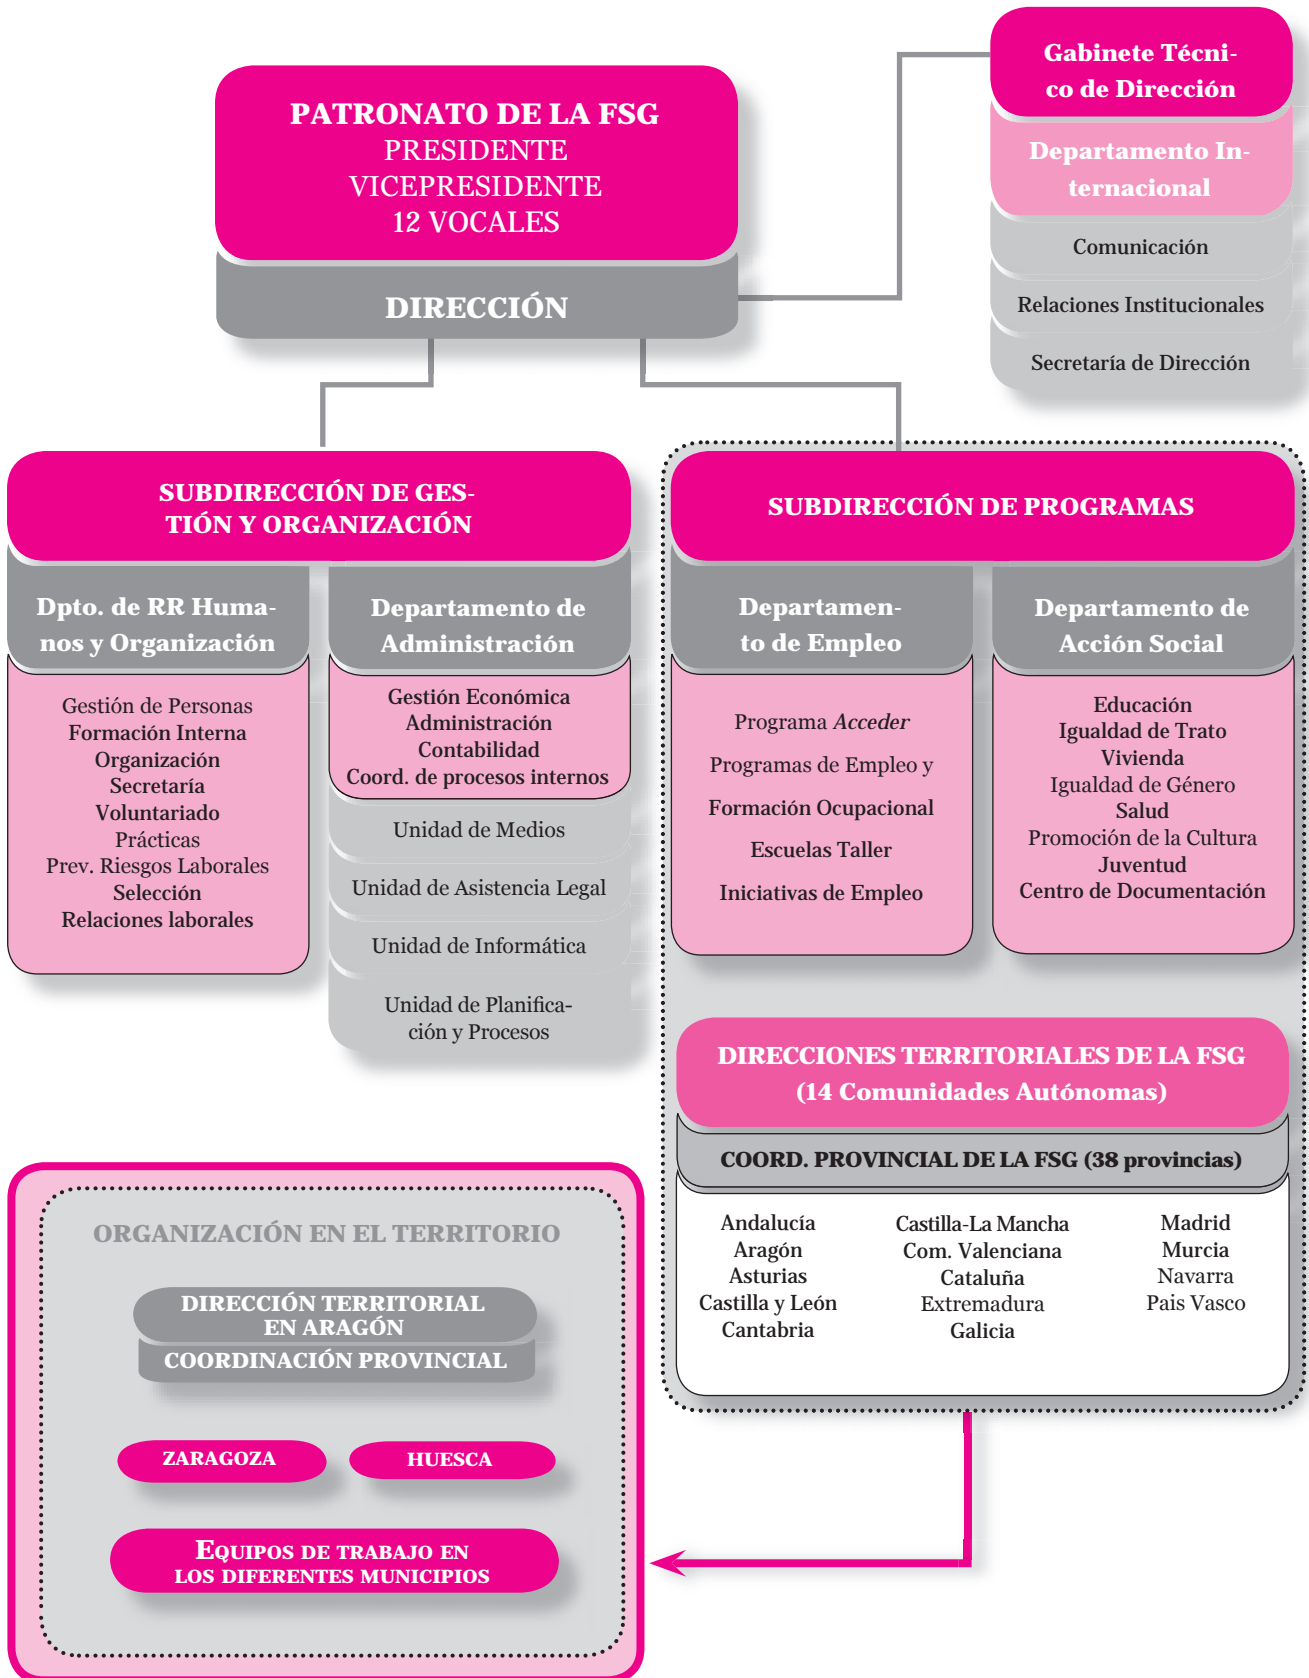 Gabinete Técni-
co de Dirección
Departamento In-
ternacional
Comunicación
Relaciones Institucionales
Secretaría de Dirección
PATRONATO DE LA FSG
PRESIDENTE
VICEPRESIDENTE
12 VOCALES
DIRECCIÓN
SUBDIRECCIÓN DE GES-
TIÓN Y ORGANIZACIÓN
Dpto. de RR Huma-
nos y Organización
Gestión de Personas
Formación Interna
Organización
Secretaría
Voluntariado
Prácticas
Prev. Riesgos Laborales
Selección
Relaciones laborales
Departamento de
Administración
Gestión Económica
Administración
Contabilidad
Coord. de procesos internos
Unidad de Medios
Unidad de Asistencia Legal
Unidad de Informática
Unidad de Planifica-
ción y Procesos
SUBDIRECCIÓN DE PROGRAMAS
Departamen-
to de Empleo
Programa Acceder
Programas de Empleo y
Formación Ocupacional
Escuelas Taller
Iniciativas de Empleo
Departamento de
Acción Social
Educación
Igualdad de Trato
Vivienda
Igualdad de Género
Salud
Promoción de la Cultura
Juventud
Centro de Documentación
DIRECCIONES TERRITORIALES DE LA FSG
(14 Comunidades Autónomas)
COORD. PROVINCIAL DE LA FSG (38 provincias)
Andalucía
Aragón
Asturias
Castilla y León
Cantabria
Castilla-La Mancha
Com. Valenciana
Cataluña
Extremadura
Galicia
Madrid
Murcia
Navarra
Pais Vasco
ORGANIZACIÓN EN EL TERRITORIO
DIRECCIÓN TERRITORIAL
EN ARAGÓN
COORDINACIÓN PROVINCIAL
ZARAGOZA
HUESCA
EQUIPOS DE TRABAJO EN
LOS DIFERENTES MUNICIPIOS